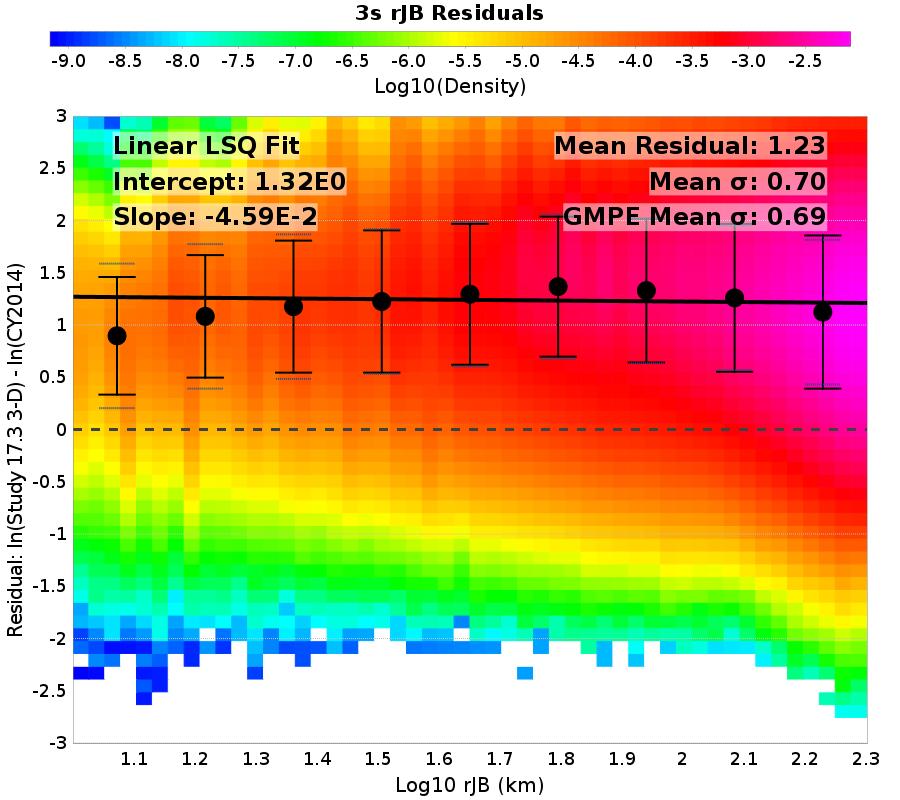 3s rJB Residuals
-9.0 -8.5 -8.0 -7.5 -7.0 -6.5 -6.0 -5.5 -5.0 -4.5 -4.0 -3.5 -3.0 -2.5
Log10(Density)
Linear LSQ Fit
Intercept: 1.32E0
Slope: -4.59E-2
Mean Residual: 1.23
Mean σ: 0.70
GMPE Mean σ: 0.69
Residual: ln(Study 17.3 3-D) - ln(CY2014)
3
2.5
2
1.5
1
0.5
0
-0.5
-1
-1.5
-2
-2.5
-3
1.1 1.2 1.3 1.4 1.5 1.6 1.7 1.8 1.9 2 2.1 2.2 2.3
Log10 rJB (km)